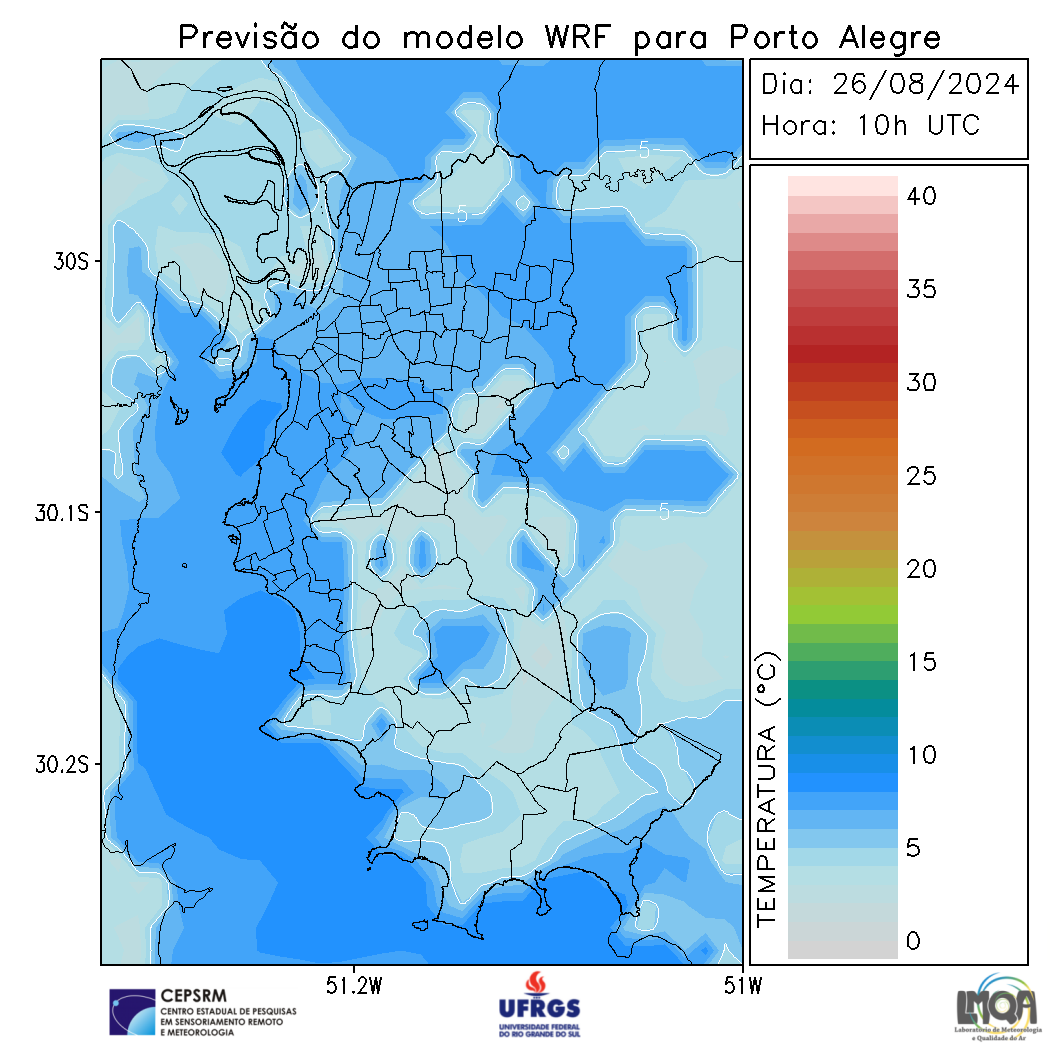 Previsão do modelo WRF para Porto Alegre
Dia: 26/08/2024
Hora: 10h UTC
5
5
5
30S
30.1S
30.2S
51.2W
51W
TEMPERATURA (°C)
40
35
30
25
20
15
10
5
0
CEPSRM
CENTRO ESTADUAL DE PESQUISAS
EM SENSORIAMENTO REMOTO
E METEOROLOGIA
UFRGS
UNIVERSIDADE FEDERAL
DO RIO GRANDE DO SUL
LMQA
Laboratório de Meteorologia
e Qualidade do Ar